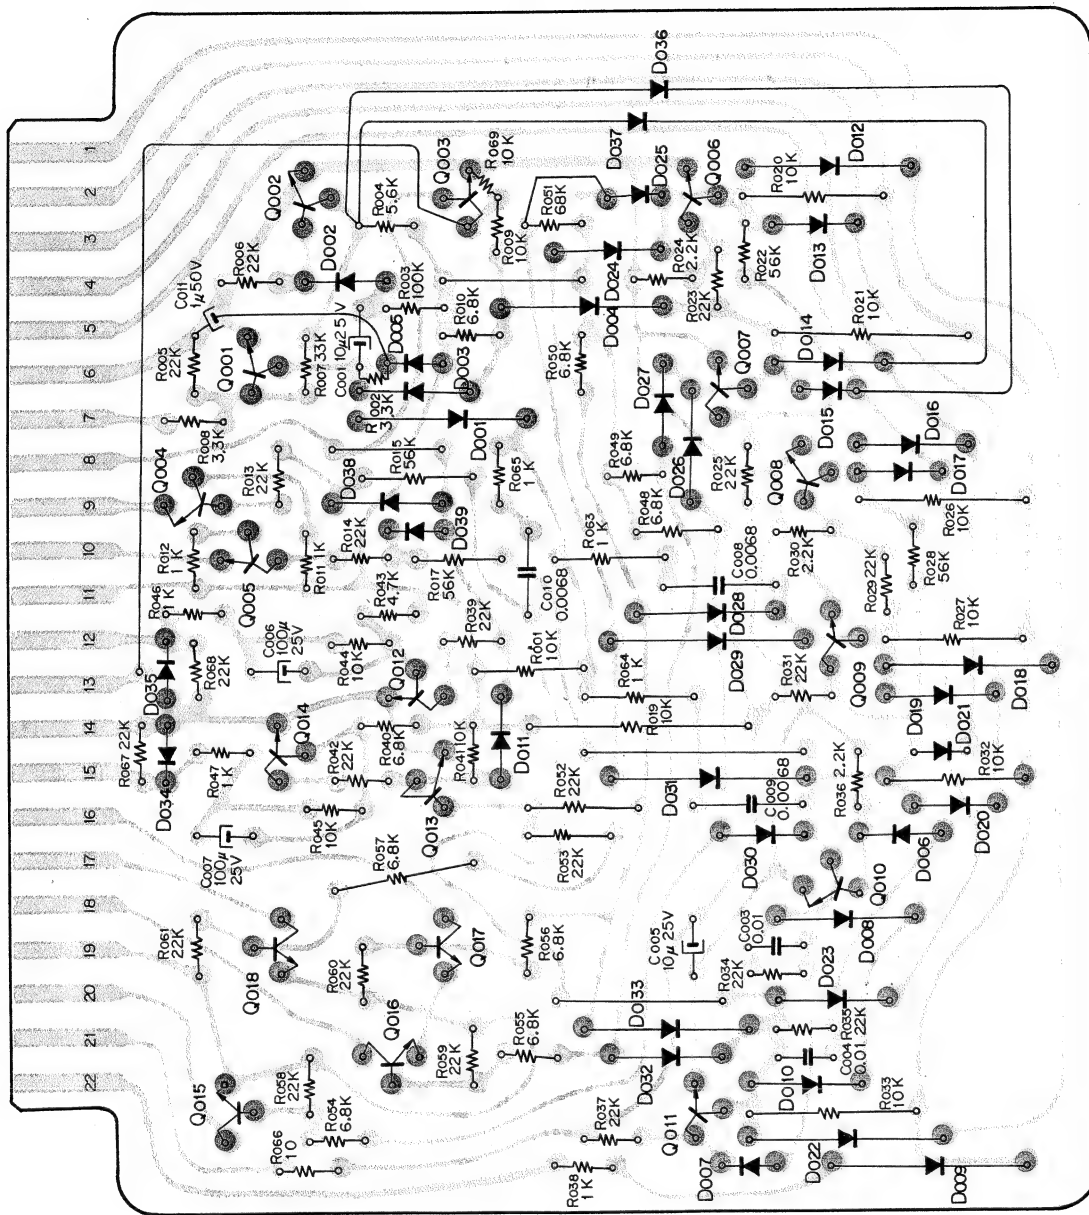 1
2
3
4
5
6
7
8
9
10
11
12
13
14
15
16
17
18
19
20
21
22
D036
D037
D012
Q003
R069
10K
D025
Q006
R020
10K
Q002
R004
5.6K
R009
10K
R051
68K
D013
R006
22K
D002
R003
100K
D024
R024
2.2K
R022
56K
C011
1μ50V
R010
6.8K
D004
R023
22K
R021
10K
D014
R005
22K
Q001
R007 33K
C001 10μ25V
D005
D003
R050
6.8K
Q007
D027
R002
3.3K
D001
D015
D016
R008
3.3K
Q004
R013
22K
D038
R015
56K
R065
1K
R049
6.8K
D026
R025
22K
Q008
D017
R014
22K
D039
R048
6.8K
R026
10K
R012
1K
R011 1K
R063
1K
R030
2.2K
R028
56K
Q005
R043
4.7K
R017
56K
C010
0.0068
C008
0.0068
R029 22K
R046
1K
R039
22K
D028
R027
10K
C006
100μ
25V
R068
22K
R044
10K
Q012
R001
10K
D029
R031
22K
Q009
D018
D035
R064
1K
D019
Q014
R040
6.8K
R019
10K
D021
R067 22K
R047
1K
R042
22K
R041 10K
D011
D034
R052
22K
D031
C009
0.0068
R036 2.2K
R032
10K
R045
10K
Q013
D020
C007
100μ
25V
R057
6.8K
R053
22K
D030
D006
Q010
R061
22K
Q018
Q017
R056
6.8K
C005
10μ25V
C003
0.01
D008
R060
22K
R034
22K
D023
Q016
D033
R035
22K
R055
6.8K
C004
0.01
R059
22K
D032
D010
Q015
R058
22K
R033
10K
R054
6.8K
R037
22K
Q011
D022
R066
10
R038
1K
D007
D009